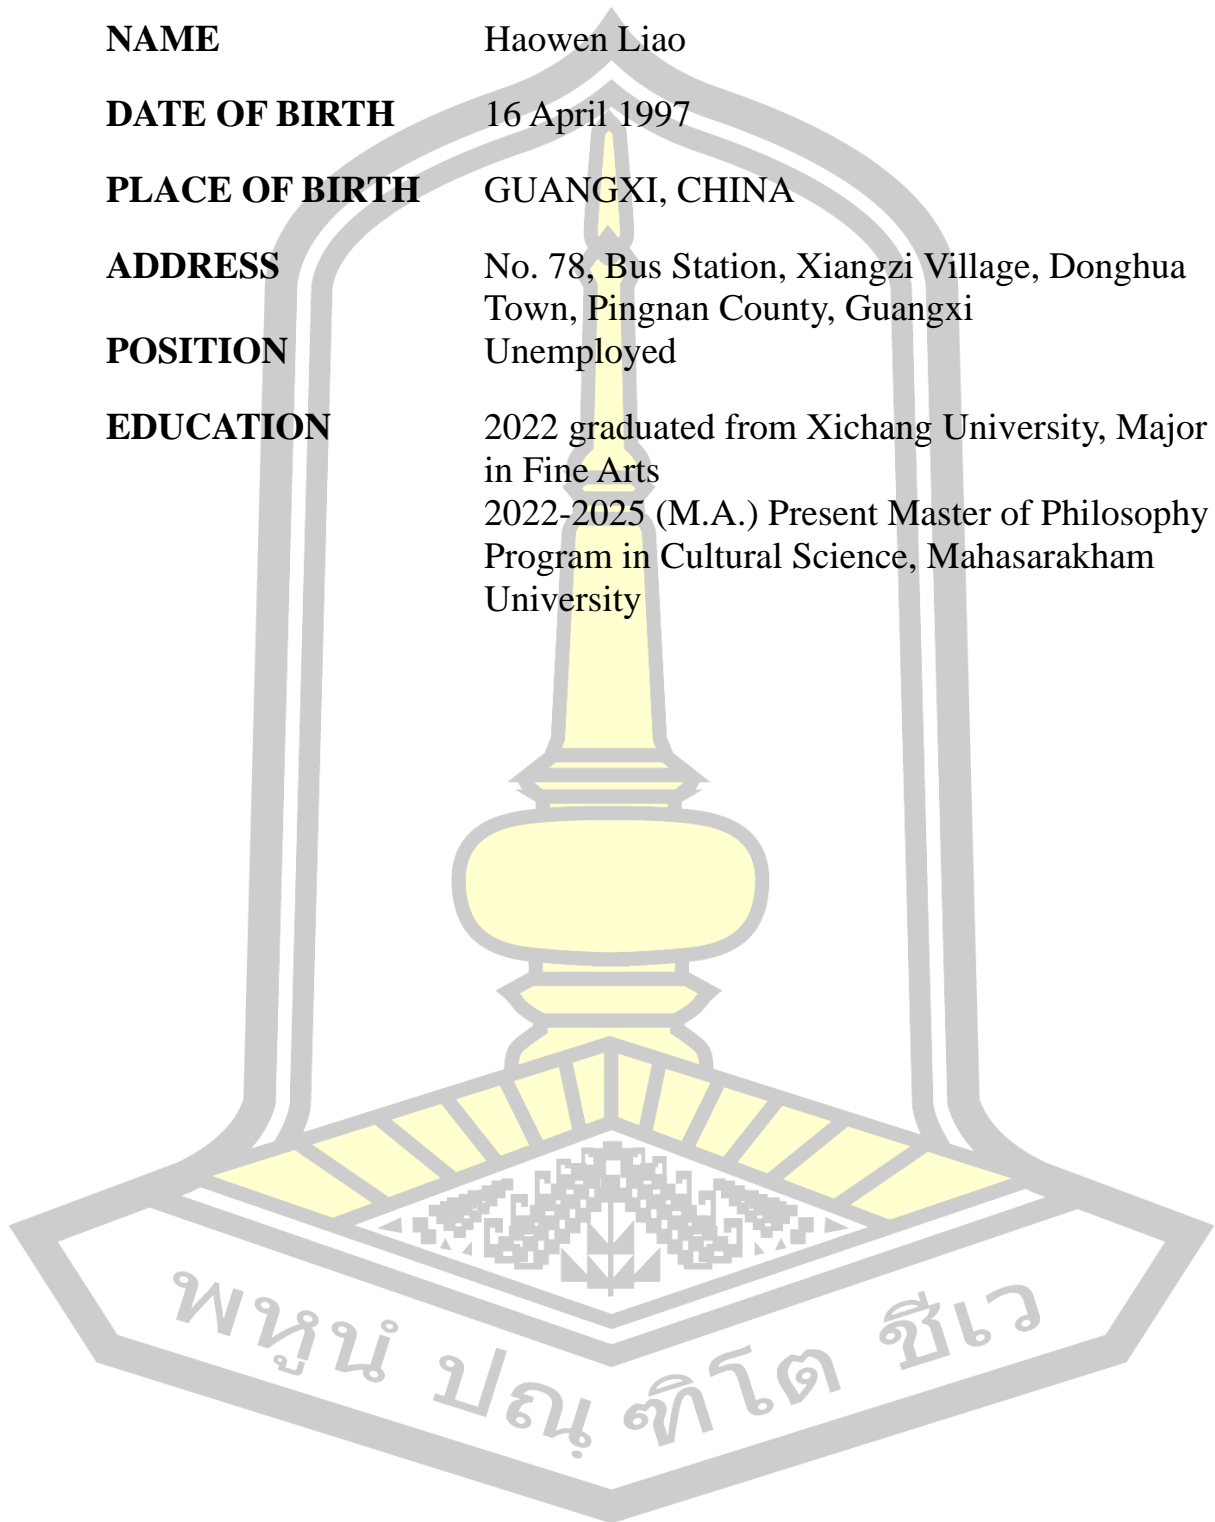 NAME Haowen Liao
DATE OF BIRTH 16 April 1997
PLACE OF BIRTH GUANGXI, CHINA
ADDRESS No. 78, Bus Station, Xiangzi Village, Donghua
Town, Pingnan County, Guangxi
POSITION Unemployed
EDUCATION 2022 graduated from Xichang University, Major
in Fine Arts
2022-2025 (M.A.) Present Master of Philosophy
Program in Cultural Science, Mahasarakham
University
พหูนํ ปณฺ ฑิโต ชีเว